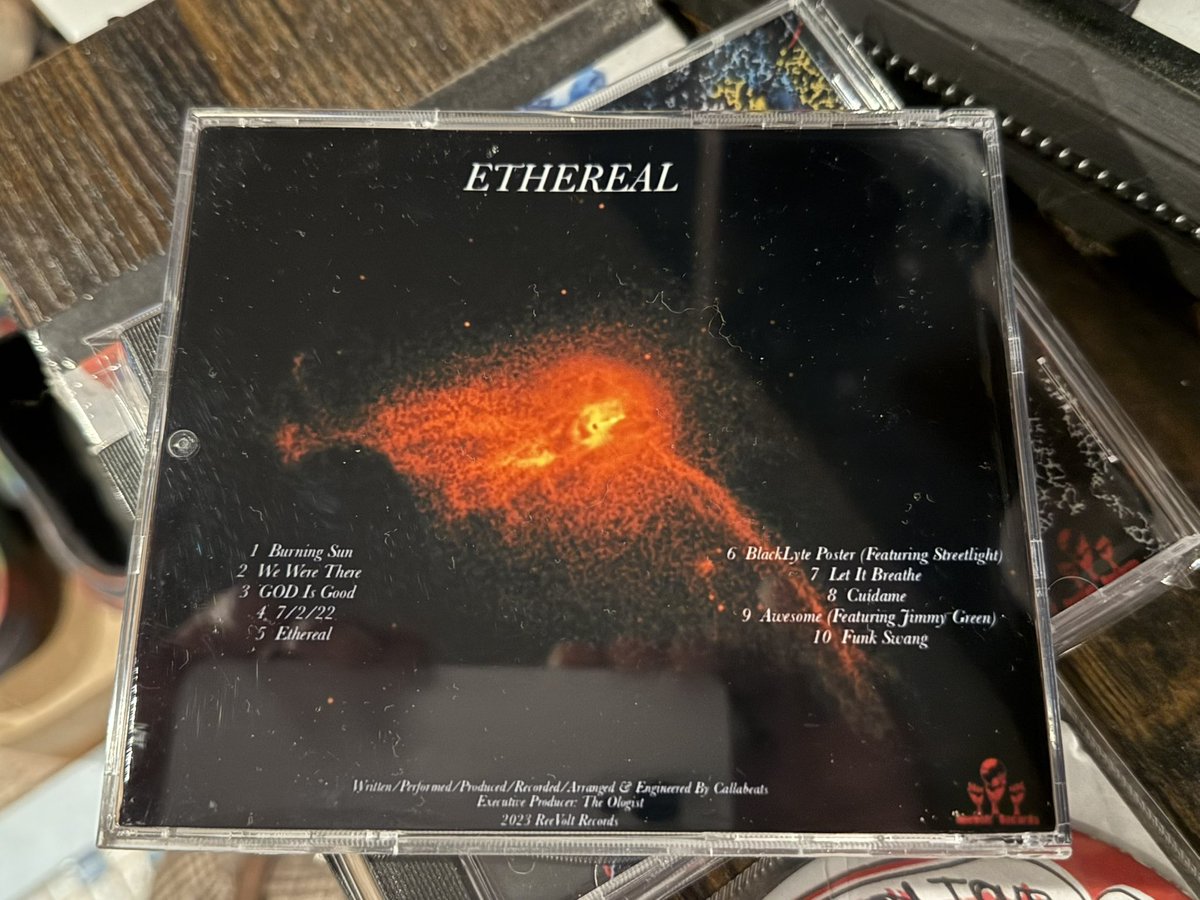 ETHEREAL
1 Burning Sun
2 We Were There
3 GOD Is Good
4 7/2/22
5 Ethereal
6 BlackLyte Poster (Featuring Streetlight)
7 Let It Breathe
8 Cuidame
9 Awesome (Featuring Jimmy Green)
10 Funk Swang
Written/Performed/Produced/Recorded/Arranged & Engineered By Callabeats
Executive Producer: The Ologist
2023 ReeVolt Records
Records